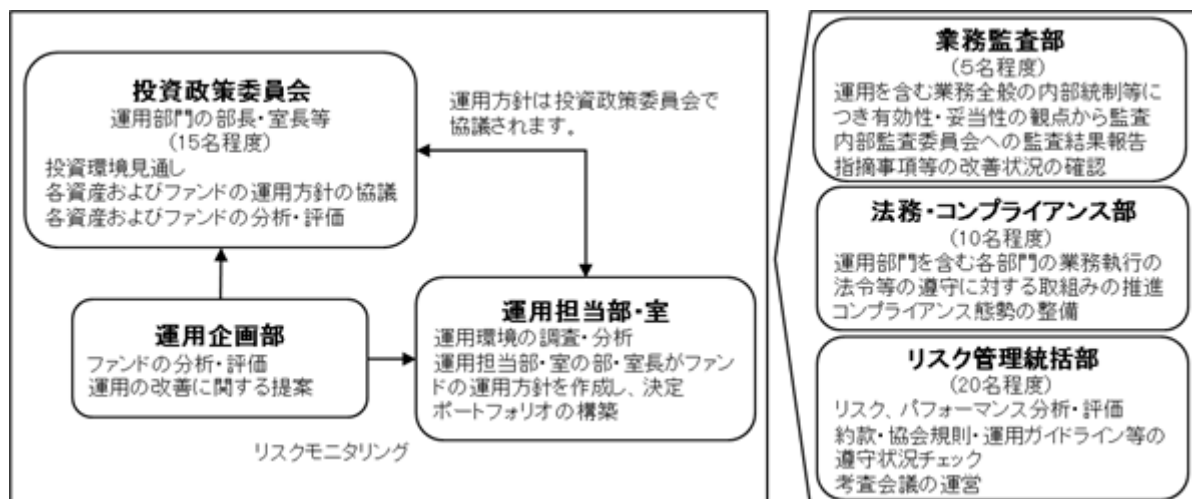 投資政策委員会
運用部門の部長・室長等
(15名程度)
投資環境見通し
各資産およびファンドの運用方針の協議
各資産およびファンドの分析・評価
運用方針は投資政策委員会で
協議されます。
運用企画部
ファンドの分析・評価
運用の改善に関する提案
運用担当部・室
運用環境の調査・分析
運用担当部・室の部・室長がファン
ドの運用方針を作成し、決定
ポートフォリオの構築
リスクモニタリング
業務監査部
(5名程度)
運用を含む業務全般の内部統制等に
つき有効性・妥当性の観点から監査
内部監査委員会への監査結果報告
指摘事項等の改善状況の確認
法務・コンプライアンス部
(10名程度)
運用部門を含む各部門の業務執行の
法令等の遵守に対する取組みの推進
コンプライアンス態勢の整備
リスク管理統括部
(20名程度)
リスク、パフォーマンス分析・評価
約款・協会規則・運用ガイドライン等の
遵守状況チェック
考査会議の運営